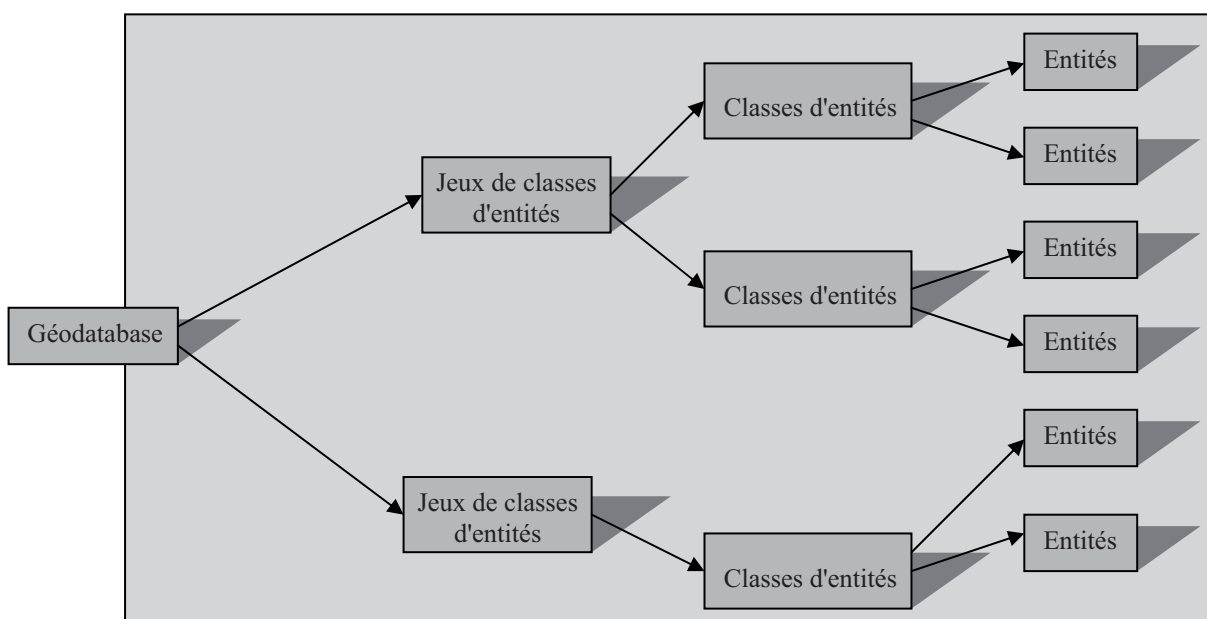 Géodatabase
Jeux de classes
d'entités
Classes d'entités
Entités
Entités
Classes d'entités
Entités
Entités
Jeux de classes
d'entités
Classes d'entités
Entités
Entités